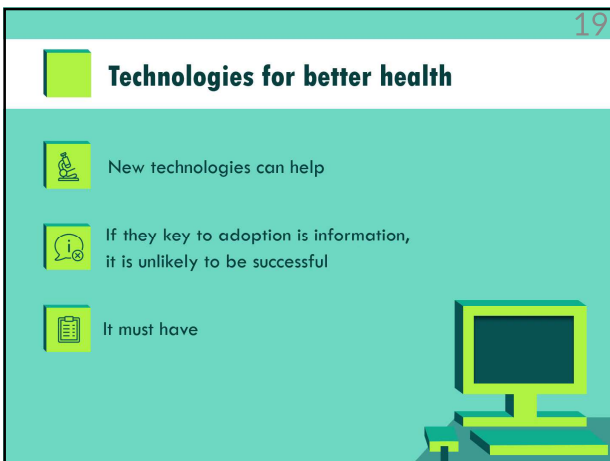 19
Technologies for better health
New technologies can help
If they key to adoption is information,
it is unlikely to be successful
It must have